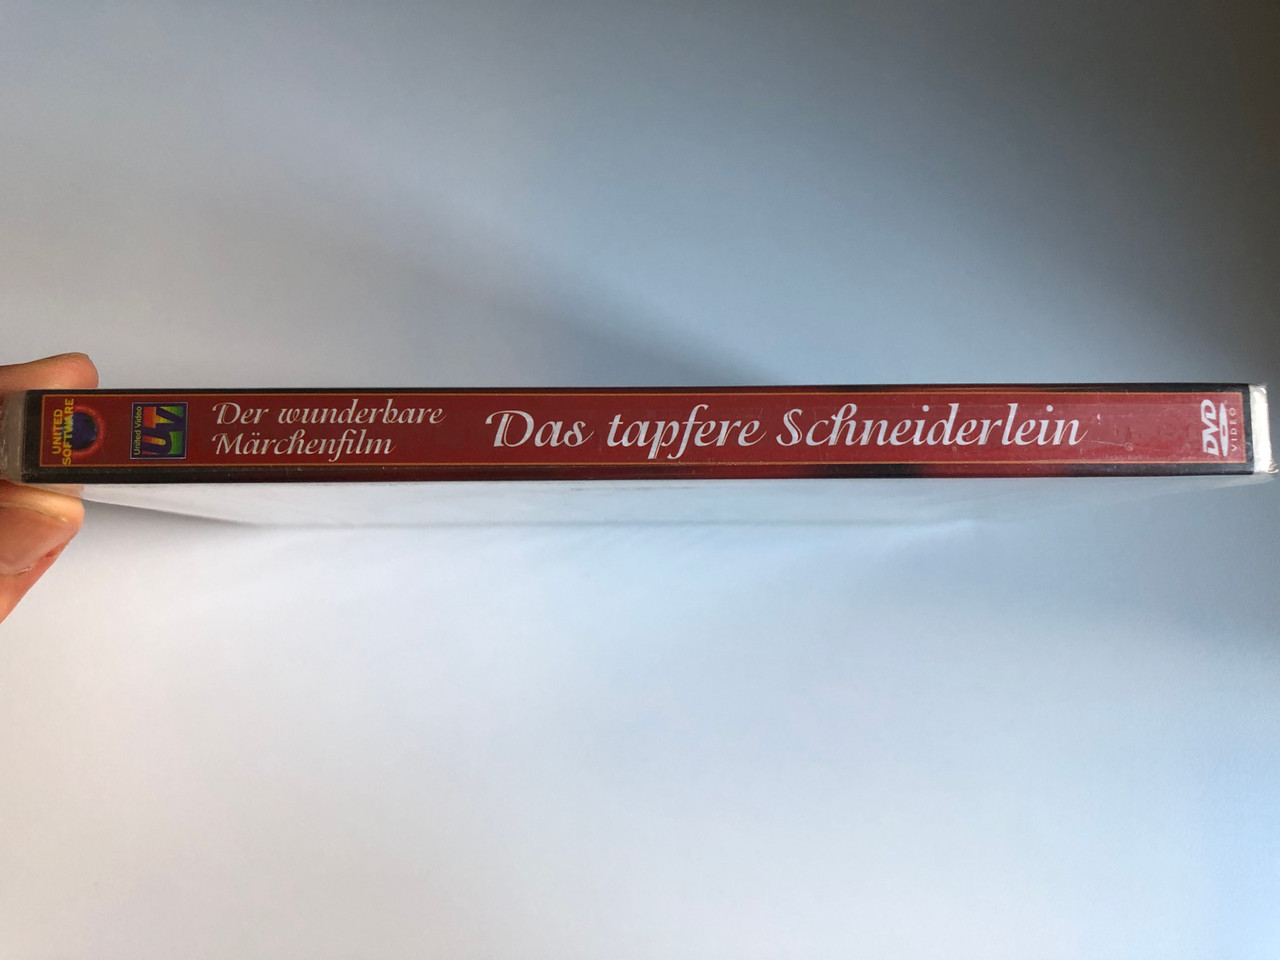 UNITED
SOFTWARE
United Video
UV
Der wunderbare
Märchenfilm
Das tapfere Schneiderlein
DVD
VIDEO